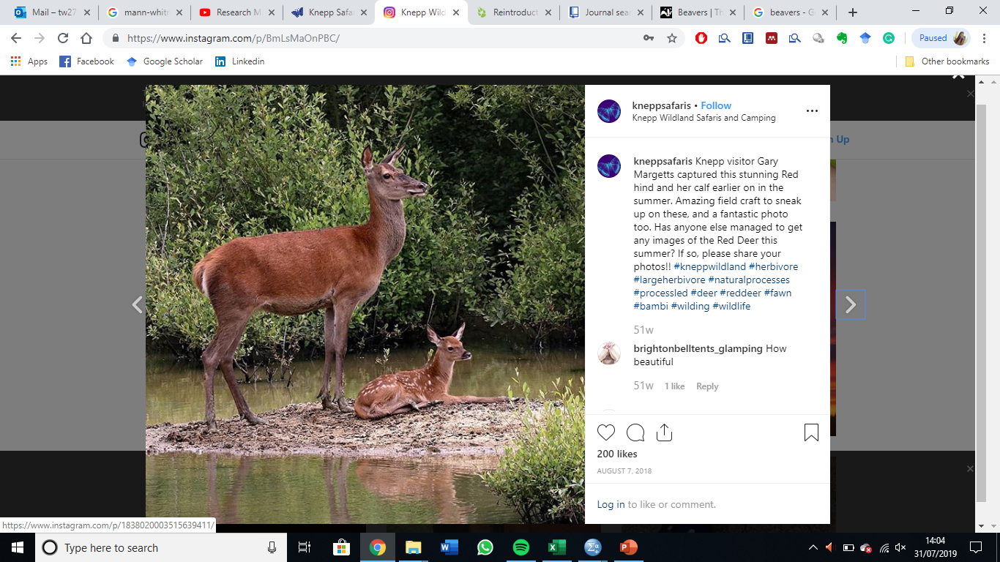 Mail – tw27
mann-whitn
Research M
Knepp Safa
Knepp Wild
Reintroduct
Journal sear
Beavers | Th
beavers - G
https://www.instagram.com/p/BmLsMaOnPBC/
Paused
Apps
Facebook
Google Scholar
Linkedin
Other bookmarks
n Up
kneppsafaris • Follow
Knepp Wildland Safaris and Camping
kneppsafaris Knepp visitor Gary
Margetts captured this stunning Red
hind and her calf earlier on in the
summer. Amazing field craft to sneak
up on these, and a fantastic photo
too. Has anyone else managed to get
any images of the Red Deer this
summer? If so, please share your
photos!! #kneppwildland #herbivore
#largeherbivore #naturalprocesses
#processled #deer #reddeer #fawn
#bambi #wilding #wildlife
51w
brightonbelltents_glamping How
beautiful
51w 1 like Reply
200 likes
AUGUST 7, 2018
Log in to like or comment.
https://www.instagram.com/p/1838020003515639411/
Type here to search
14:04
31/07/2019